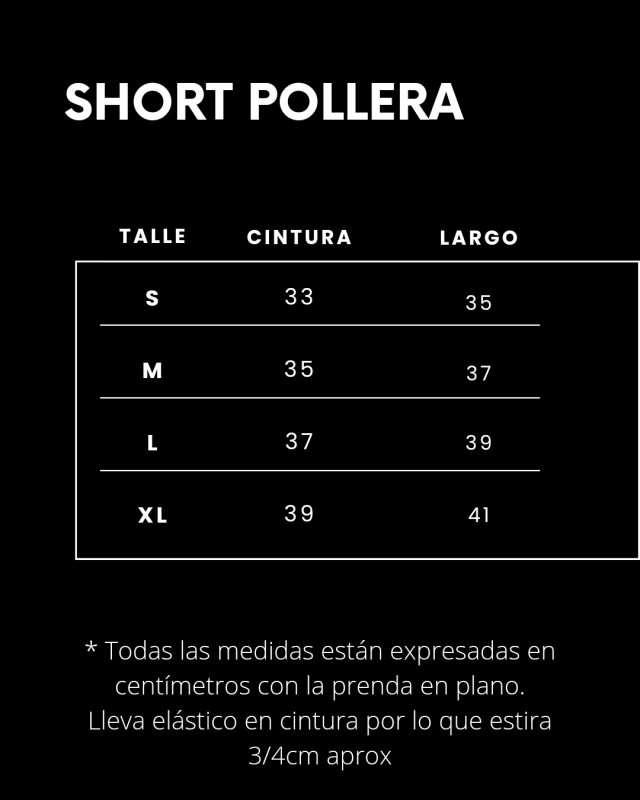 SHORT POLLERA
TALLE CINTURA LARGO
S 33 35
M 35 37
L 37 39
XL 39 41
* Todas las medidas están expresadas en
centímetros con la prenda en plano.
Lleva elástico en cintura por lo que estira
3/4cm aprox